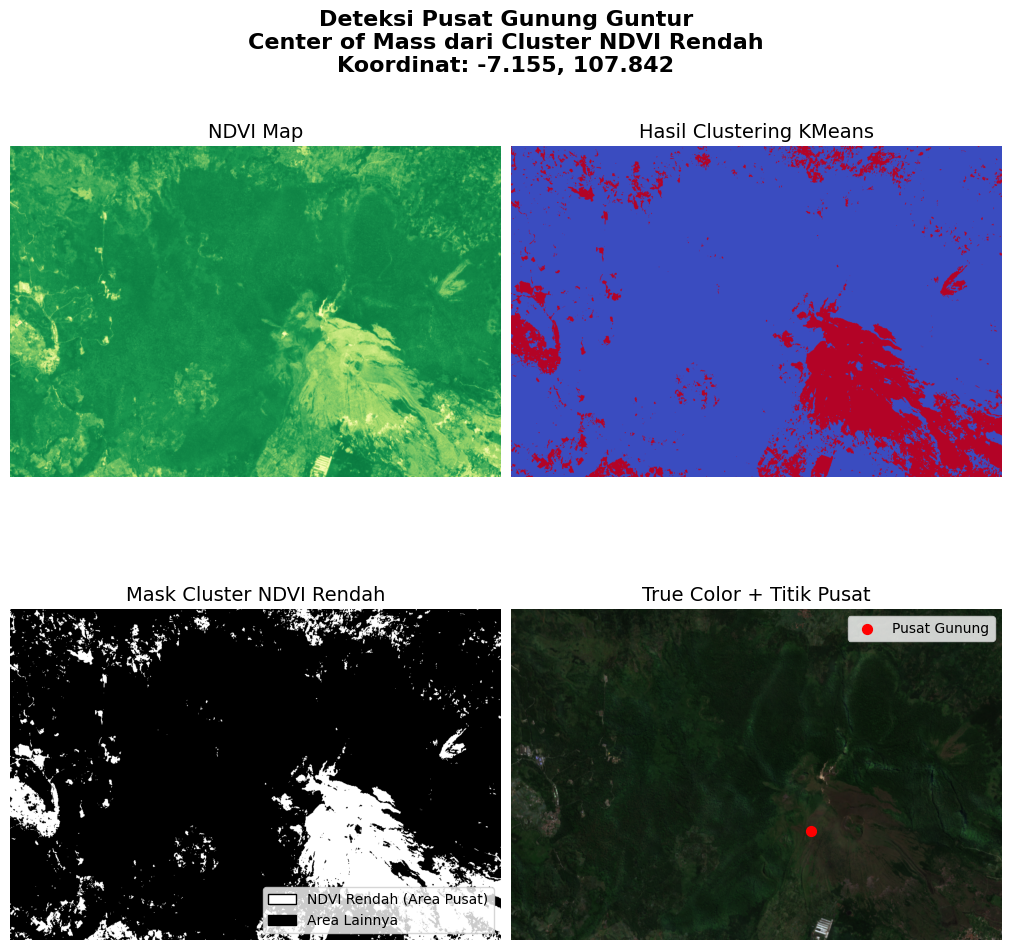 Deteksi Pusat Gunung Guntur
Center of Mass dari Cluster NDVI Rendah
Koordinat: -7.155, 107.842
NDVI Map
Hasil Clustering KMeans
Mask Cluster NDVI Rendah
NDVI Rendah (Area Pusat)
Area Lainnya
True Color + Titik Pusat
Pusat Gunung